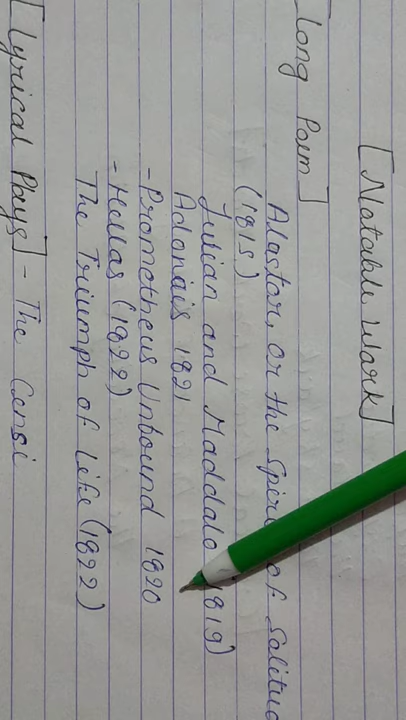 [Notable Work]
[Long Poem]
Alastor, or the Spirit of Solitud
(1815)
Julian and Maddalo 1819)
Adonais 1821
- Prometheus Unbound 1820
- Hellas (1822)
The Triumph of Life (1822)
[Lyrical Plays] - The Censi